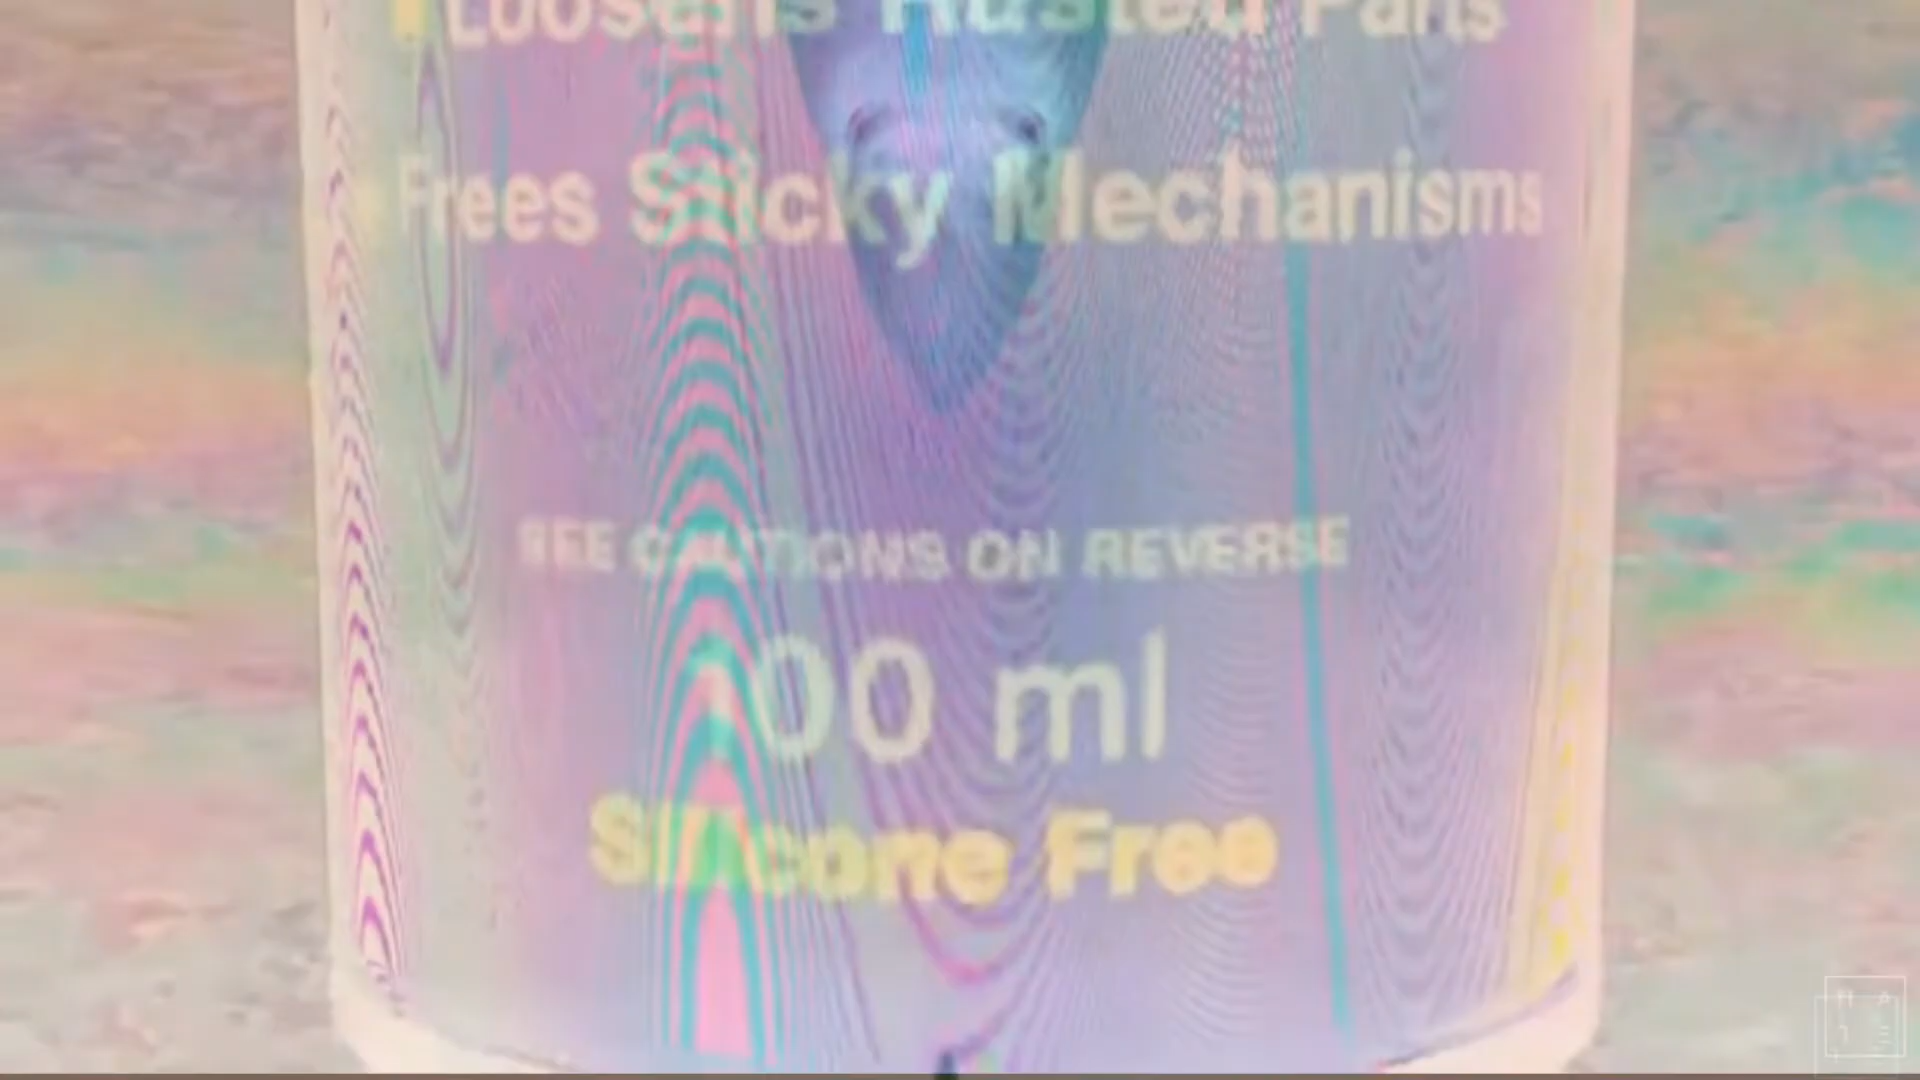 Loosens Rusted Parts
Frees Sticky Mechanisms
SEE CAUTIONS ON REVERSE
00 ml
Silicone Free